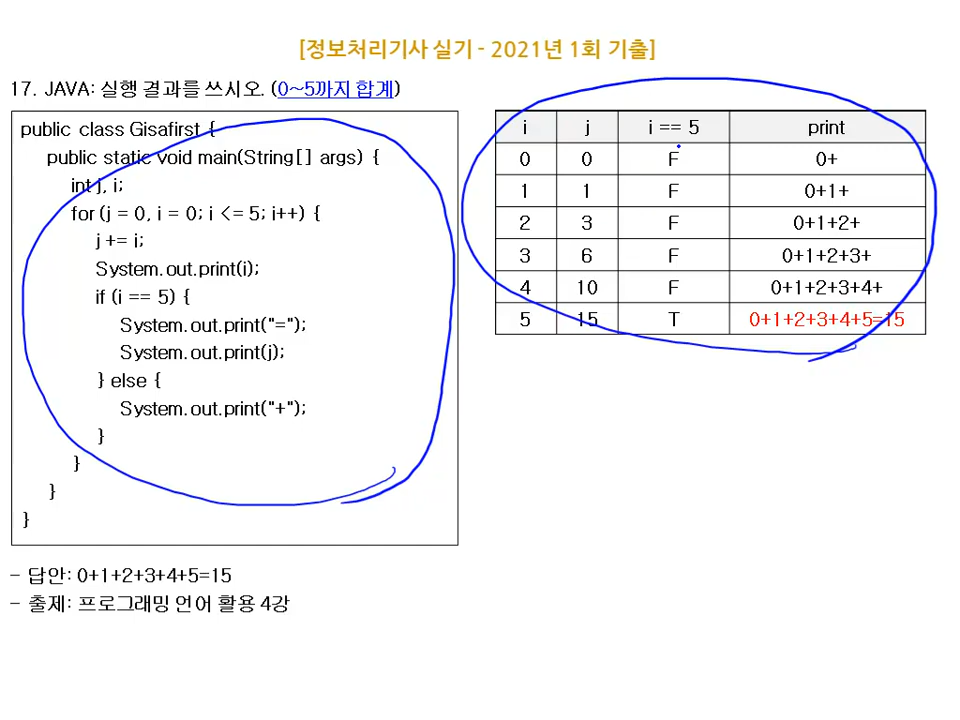 [정보처리기사 실기 - 2021년 1회 기출]
17. JAVA: 실행 결과를 쓰시오. (0~5까지 합계)
public class Gisafirst {
public static void main(String[] args) {
int j, i;
for (j = 0, i = 0; i <= 5; i++) {
j += i;
System.out.print(i);
if (i == 5) {
System.out.print("=");
System.out.print(j);
} else {
System.out.print("+");
}
}
}
}
i j i == 5 print
0 0 F 0+
1 1 F 0+1+
2 3 F 0+1+2+
3 6 F 0+1+2+3+
4 10 F 0+1+2+3+4+
5 15 T 0+1+2+3+4+5=15
- 답안: 0+1+2+3+4+5=15
- 출제: 프로그래밍 언어 활용 4강